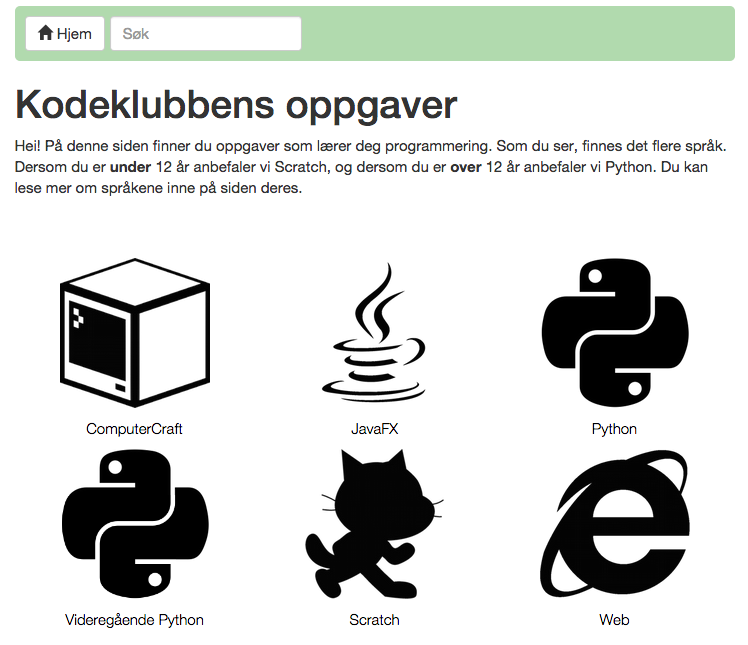 Hjem Søk
Kodeklubbens oppgaver
Hei! På denne siden finner du oppgaver som lærer deg programmering. Som du ser, finnes det flere språk.
Dersom du er under 12 år anbefaler vi Scratch, og dersom du er over 12 år anbefaler vi Python. Du kan
lese mer om språkene inne på siden deres.
ComputerCraft JavaFX Python
Videregående Python Scratch Web